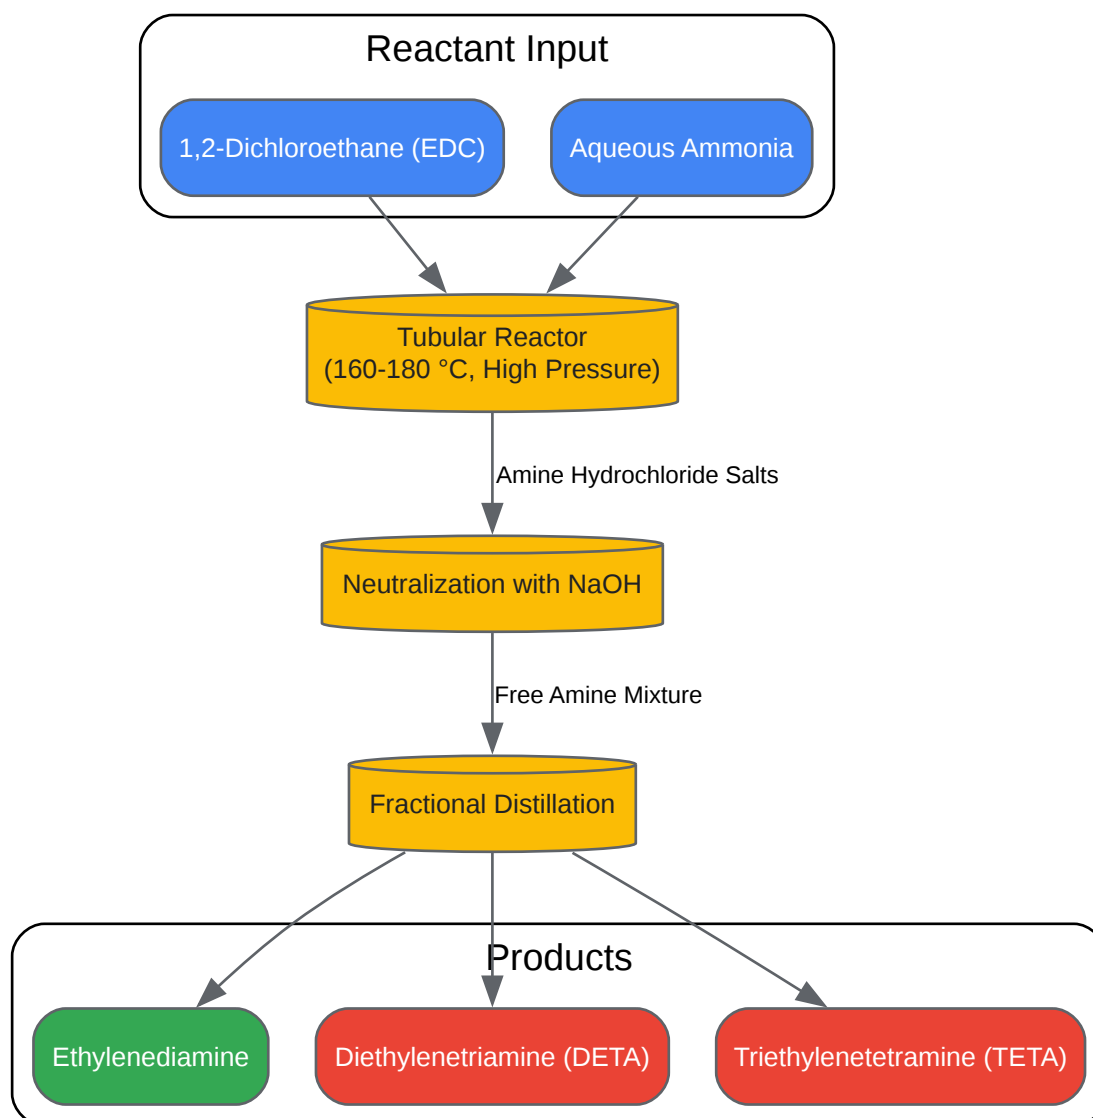 Reactant Input
1,2-Dichloroethane (EDC)
Aqueous Ammonia
Tubular Reactor
(160-180 °C, High Pressure)
Amine Hydrochloride Salts
Neutralization with NaOH
Free Amine Mixture
Fractional Distillation
Products
Ethylenediamine
Diethylenetriamine (DETA)
Triethylenetetramine (TETA)